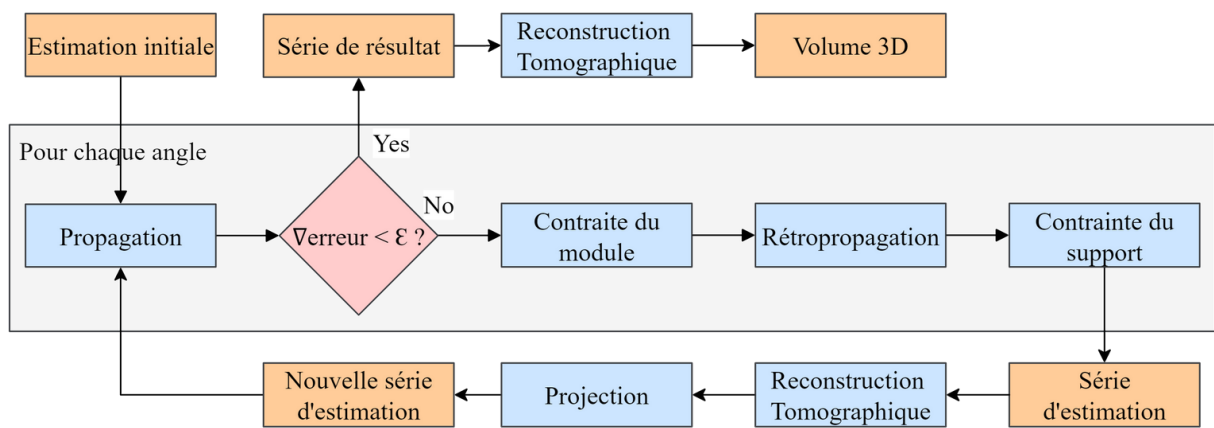 Estimation initiale
Série de résultat
Reconstruction
Tomographique
Volume 3D
Pour chaque angle
Yes
No
Propagation
∇erreur < Ɛ ?
Contraite du
module
Rétropropagation
Contrainte du
support
Nouvelle série
d'estimation
Projection
Reconstruction
Tomographique
Série
d'estimation